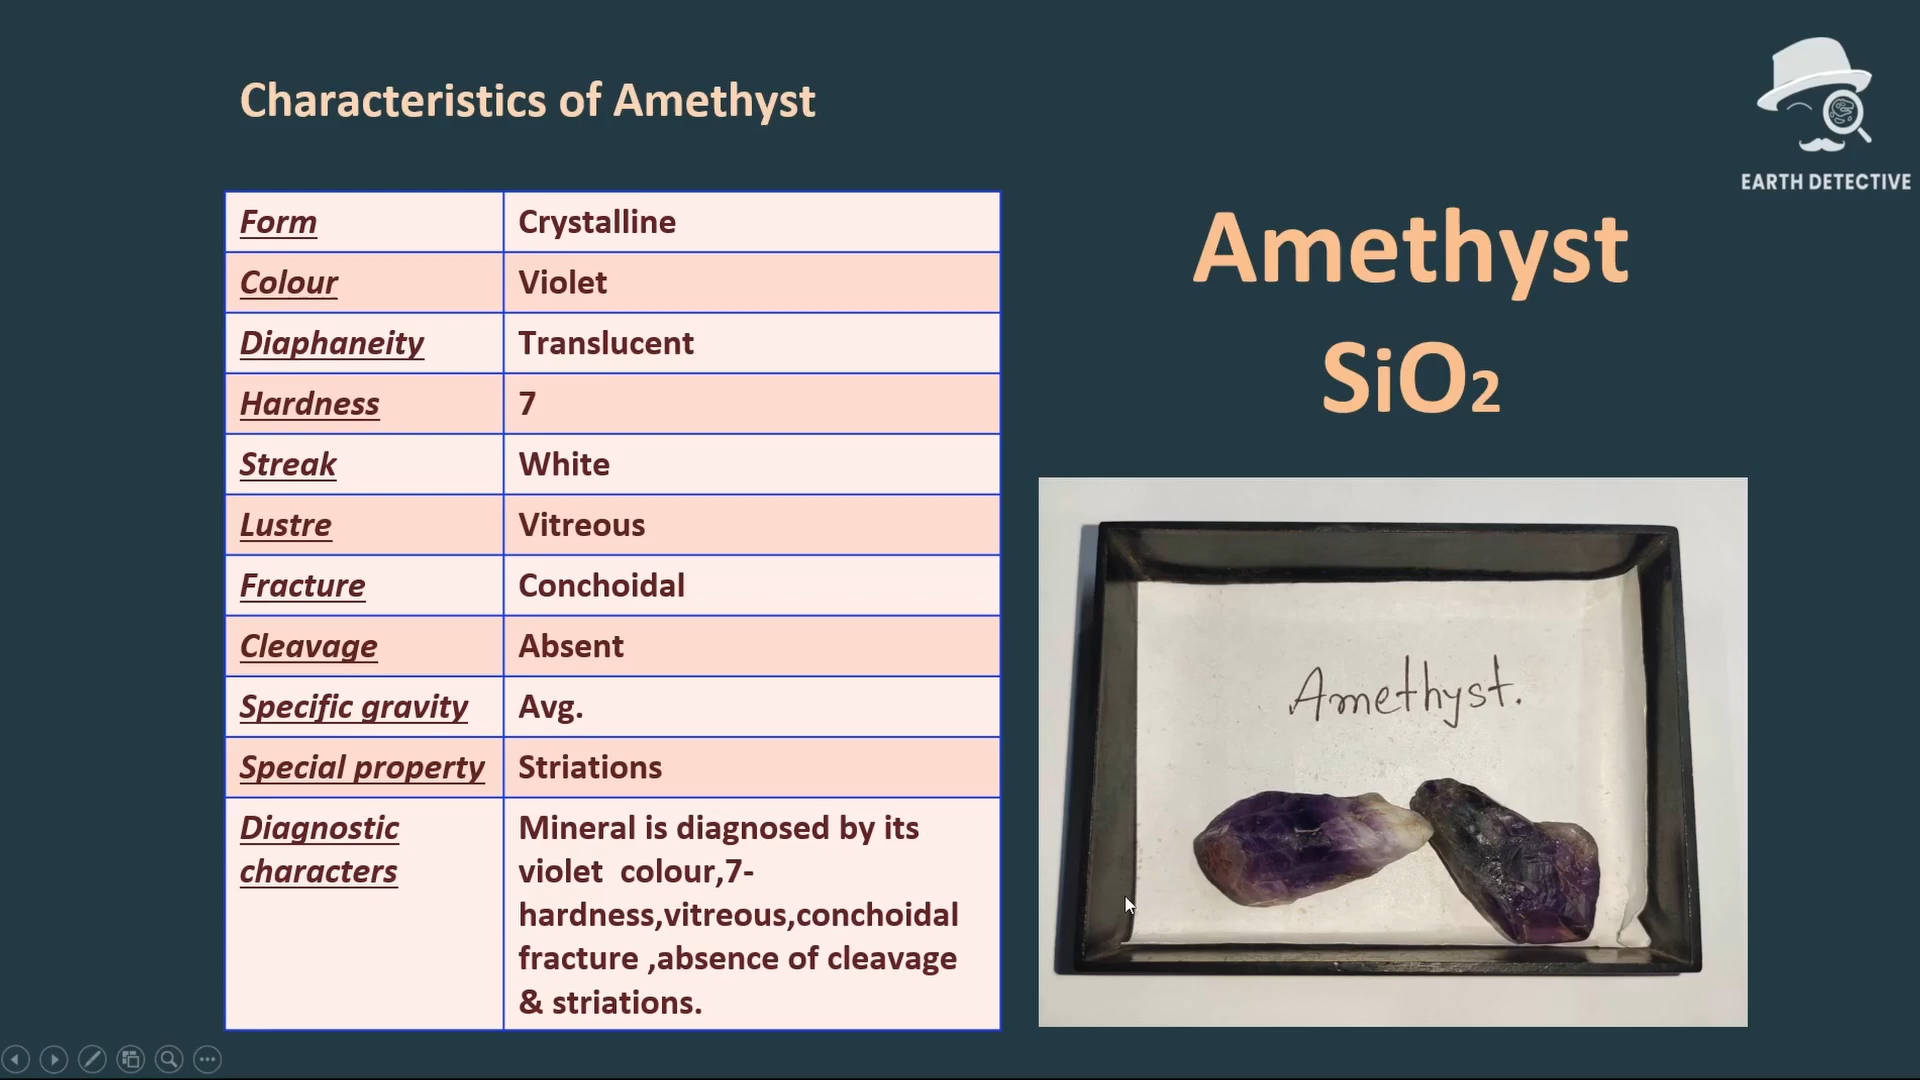 Characteristics of Amethyst
EARTH DETECTIVE
Form Crystalline
Colour Violet
Diaphaneity Translucent
Hardness 7
Streak White
Lustre Vitreous
Fracture Conchoidal
Cleavage Absent
Specific gravity Avg.
Special property Striations
Diagnostic characters
Mineral is diagnosed by its
violet  colour,7-
hardness,vitreous,conchoidal
fracture ,absence of cleavage
& striations.
Amethyst
SiO₂
Amethyst.